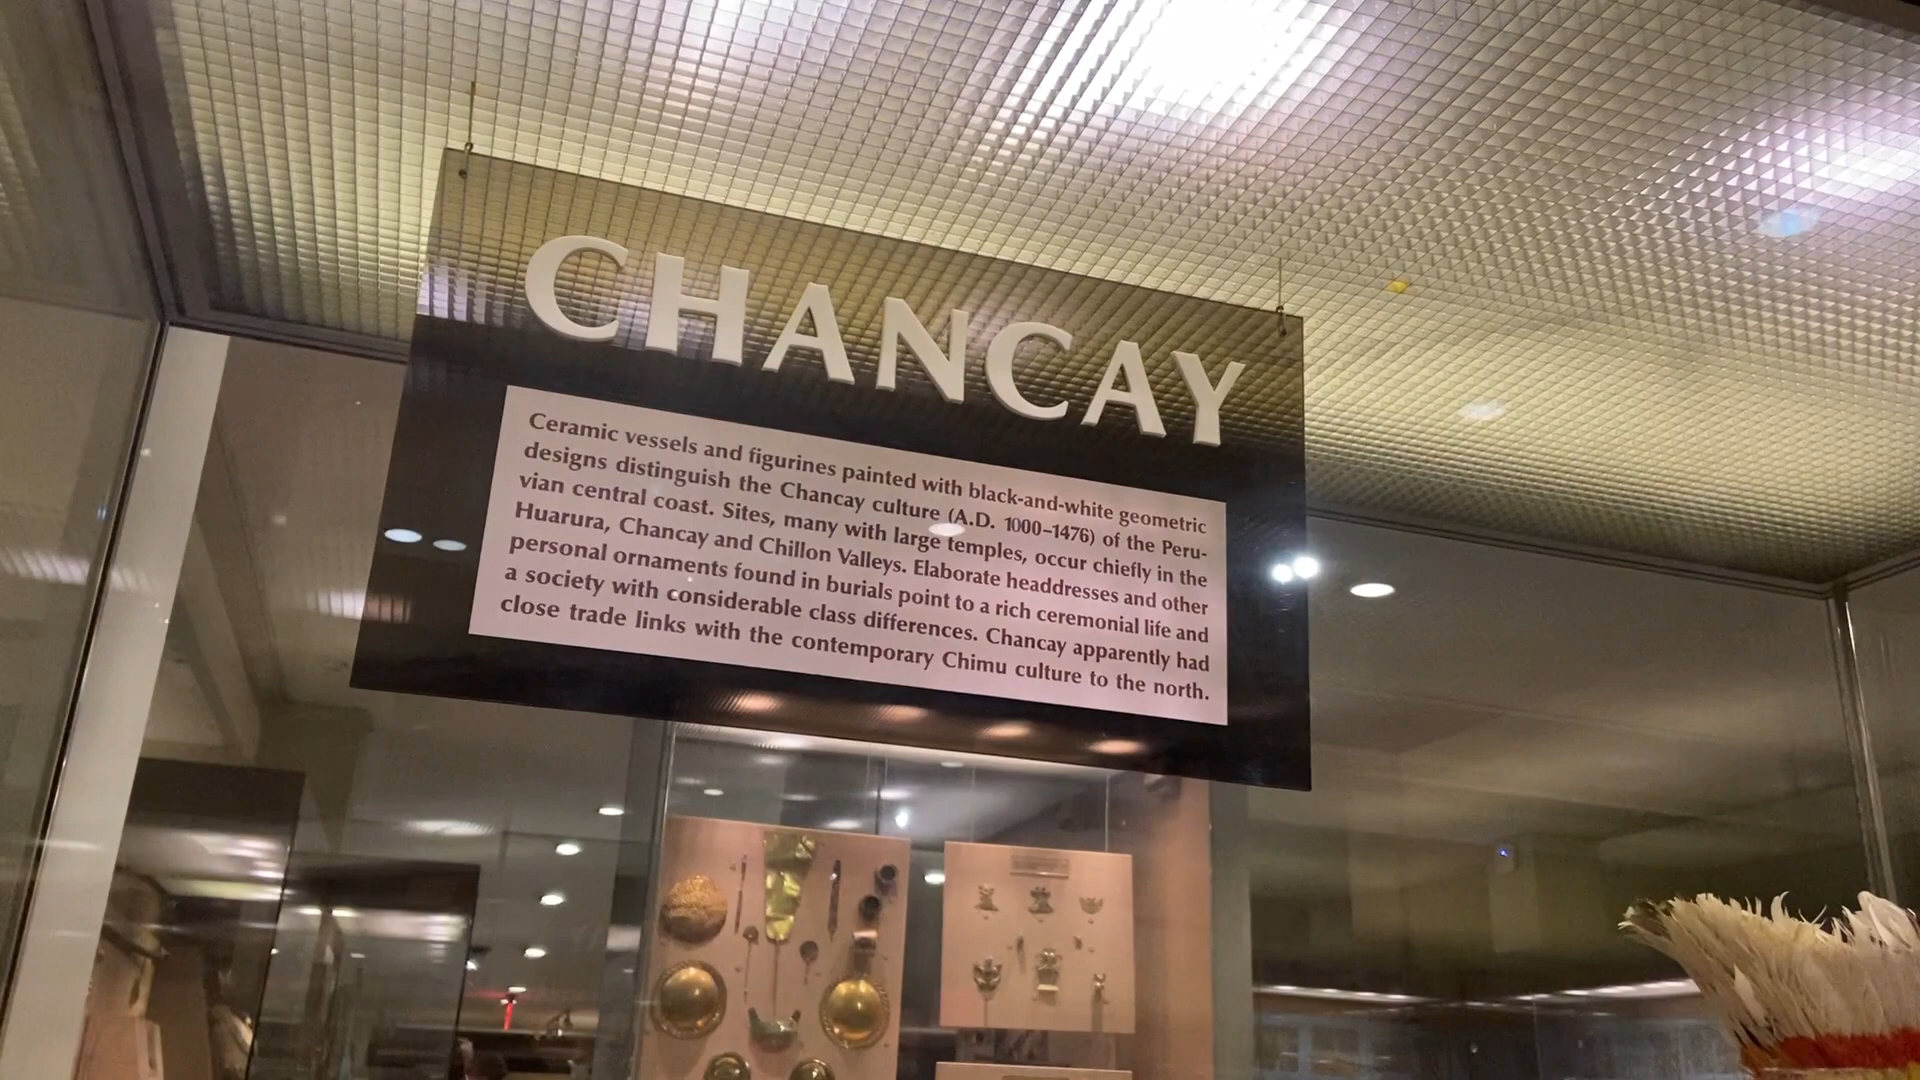 CHANCAY
Ceramic vessels and figurines painted with black-and-white geometric
designs distinguish the Chancay culture (A.D. 1000–1476) of the Peru-
vian central coast. Sites, many with large temples, occur chiefly in the
Huarura, Chancay and Chillon Valleys. Elaborate headdresses and other
personal ornaments found in burials point to a rich ceremonial life and
a society with considerable class differences. Chancay apparently had
close trade links with the contemporary Chimu culture to the north.